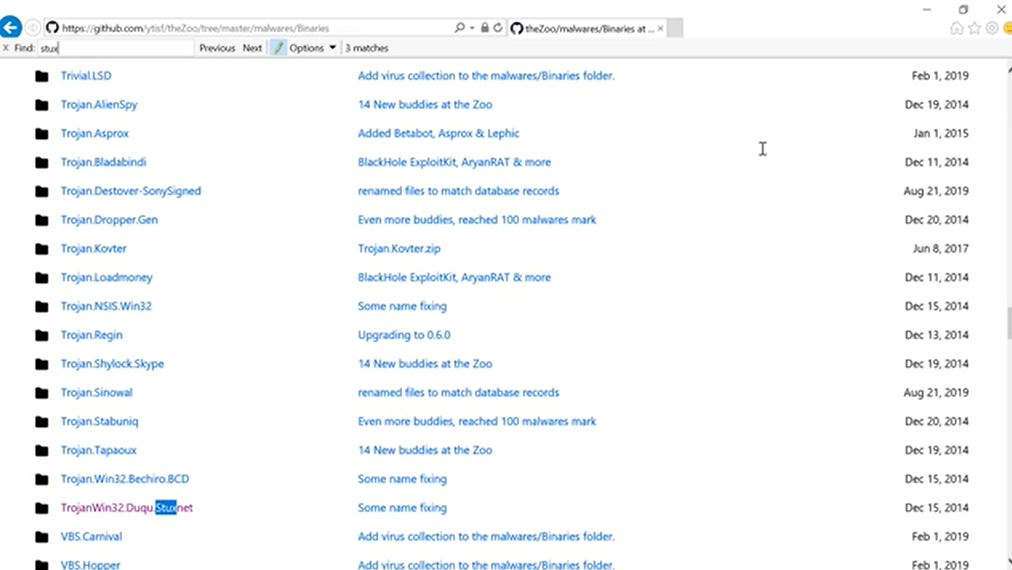 https://github.com/ytisf/theZoo/tree/master/malwares/Binaries theZoo/malwares/Binaries at ...
Find: stux Previous Next Options 3 matches
Trivial.LSD Add virus collection to the malwares/Binaries folder. Feb 1, 2019
Trojan.AlienSpy 14 New buddies at the Zoo Dec 19, 2014
Trojan.Asprox Added Betabot, Asprox & Lephic Jan 1, 2015
Trojan.Bladabindi BlackHole ExploitKit, AryanRAT & more Dec 11, 2014
Trojan.Destover-SonySigned renamed files to match database records Aug 21, 2019
Trojan.Dropper.Gen Even more buddies, reached 100 malwares mark Dec 20, 2014
Trojan.Kovter Trojan.Kovter.zip Jun 8, 2017
Trojan.Loadmoney BlackHole ExploitKit, AryanRAT & more Dec 11, 2014
Trojan.NSIS.Win32 Some name fixing Dec 15, 2014
Trojan.Regin Upgrading to 0.6.0 Dec 13, 2014
Trojan.Shylock.Skype 14 New buddies at the Zoo Dec 19, 2014
Trojan.Sinowal renamed files to match database records Aug 21, 2019
Trojan.Stabuniq Even more buddies, reached 100 malwares mark Dec 20, 2014
Trojan.Tapaoux 14 New buddies at the Zoo Dec 19, 2014
Trojan.Win32.Bechiro.BCD Some name fixing Dec 15, 2014
TrojanWin32.Duqu.Stuxnet Some name fixing Dec 15, 2014
VBS.Carnival Add virus collection to the malwares/Binaries folder. Feb 1, 2019
VBS.Hopper Add virus collection to the malwares/Binaries folder. Feb 1, 2019